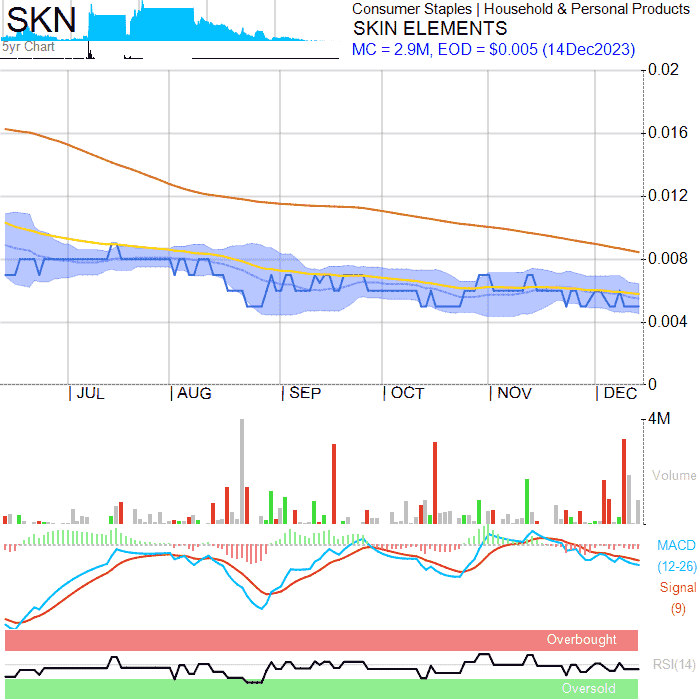 SKN
5yr Chart
Consumer Staples | Household & Personal Products
SKIN ELEMENTS
MC = 2.9M, EOD = $0.005 (14Dec2023)
0.02
0.016
0.012
0.008
0.004
0
JUL AUG SEP OCT NOV DEC
4M
Volume
MACD
(12-26)
Signal
(9)
Overbought
RSI(14)
Oversold